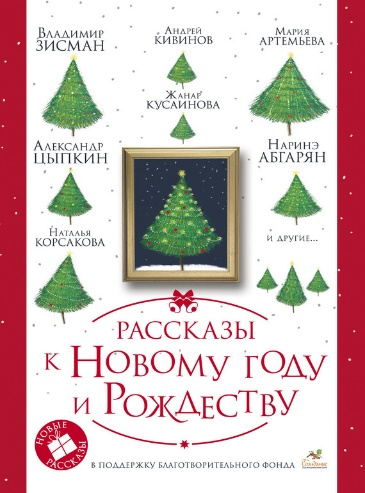 Владимир
ЗИСМАН
Андрей
КИВИНОВ
Мария
АРТЕМЬЕВА
Жанар
КУСАИНОВА
Александр
ЦЫПКИН
Наринэ
АБГАРЯН
Наталья
КОРСАКОВА
и другие...
РАССКАЗЫ
к Новому году
и Рождеству
НОВЫЕ
РАССКАЗЫ
В ПОДДЕРЖКУ БЛАГОТВОРИТЕЛЬНОГО ФОНДА
Созидание